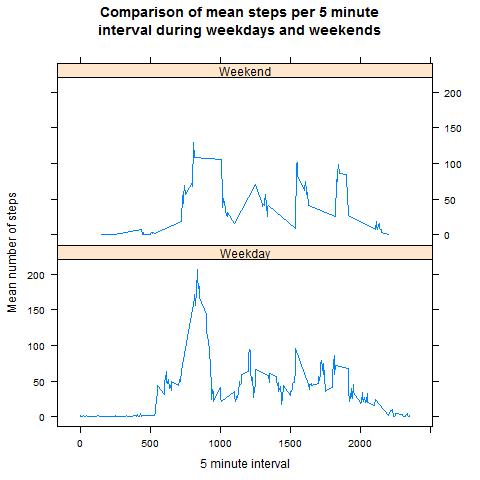 Comparison of mean steps per 5 minute
interval during weekdays and weekends
Weekend
200
150
100
50
0
Weekday
200
150
100
50
0
Mean number of steps
0 500 1000 1500 2000
5 minute interval